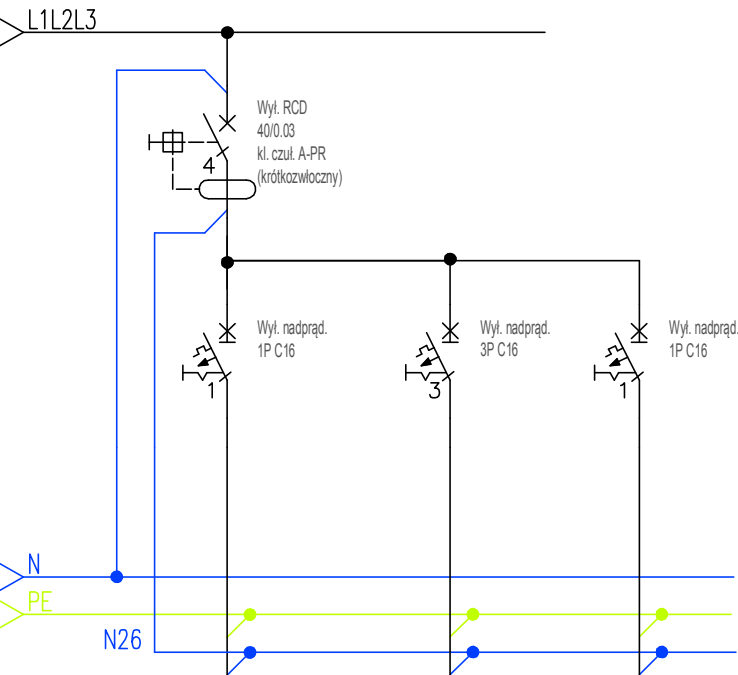 L1L2L3
Wył. RCD
40/0.03
kl. czuł. A-PR
(krótkozwłoczny)
4
Wył. nadprąd.
1P C16
1
Wył. nadprąd.
3P C16
3
Wył. nadprąd.
1P C16
1
N
PE
N26